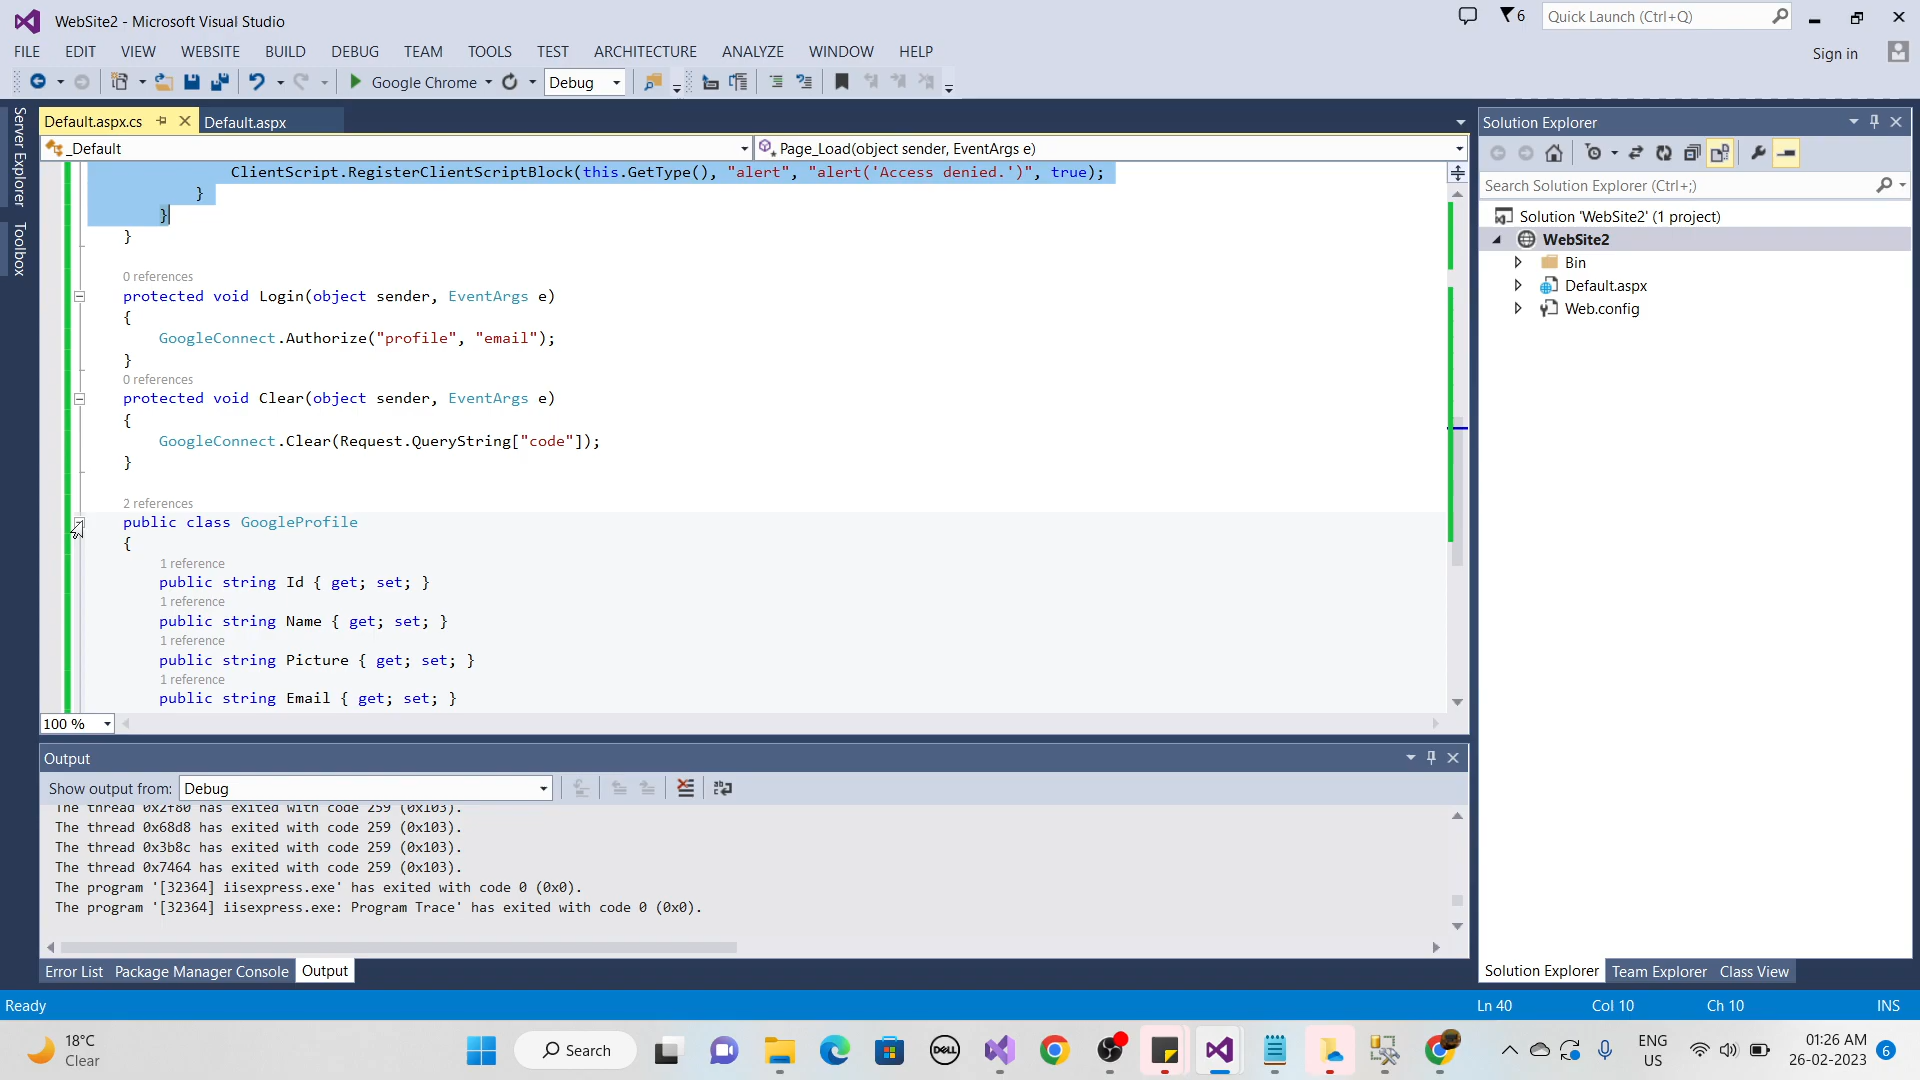 WebSite2 - Microsoft Visual Studio
6
Quick Launch (Ctrl+Q)
FILE EDIT VIEW WEBSITE BUILD DEBUG TEAM TOOLS TEST ARCHITECTURE ANALYZE WINDOW HELP
Sign in
Google Chrome
Debug
Server Explorer
Toolbox
Default.aspx.cs
Default.aspx
_Default
Page_Load(object sender, EventArgs e)
ClientScript.RegisterClientScriptBlock(this.GetType(), "alert", "alert('Access denied.')", true);
}
}
}
0 references
protected void Login(object sender, EventArgs e)
{
GoogleConnect.Authorize("profile", "email");
}
0 references
protected void Clear(object sender, EventArgs e)
{
GoogleConnect.Clear(Request.QueryString["code"]);
}
2 references
public class GoogleProfile
{
1 reference
public string Id { get; set; }
1 reference
public string Name { get; set; }
1 reference
public string Picture { get; set; }
1 reference
public string Email { get; set; }
100 %
Output
Show output from: Debug
The thread 0x2f80 has exited with code 259 (0x103).
The thread 0x68d8 has exited with code 259 (0x103).
The thread 0x3b8c has exited with code 259 (0x103).
The thread 0x7464 has exited with code 259 (0x103).
The program '[32364] iisexpress.exe' has exited with code 0 (0x0).
The program '[32364] iisexpress.exe: Program Trace' has exited with code 0 (0x0).
Error List Package Manager Console Output
Solution Explorer
Search Solution Explorer (Ctrl+;)
Solution 'WebSite2' (1 project)
WebSite2
Bin
Default.aspx
Web.config
Solution Explorer Team Explorer Class View
Ready
Ln 40 Col 10 Ch 10 INS
18°C
Clear
Search
DELL
ENG
US
01:26 AM
26-02-2023
6